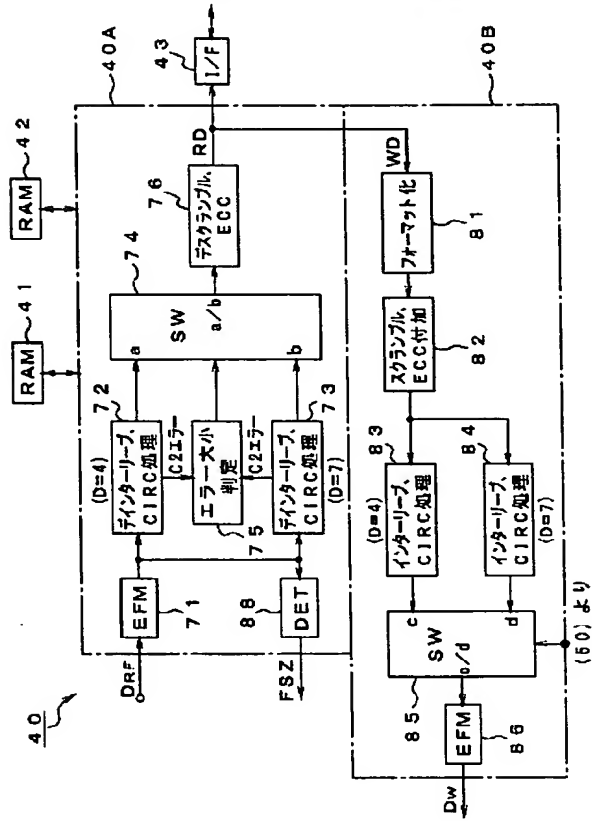 40
RAM
41
RAM
42
40A
DRF
EFM
71
DET
88
FSZ
(D=4)
デインターリーブ、
CIRC処理
72
C2エラー
エラー大小
判定
75
C2エラー
デインターリーブ、
CIRC処理
73
(D=7)
a
b
SW
a/b
74
デスクランブル、
ECC
76
RD
I/F
43
40B
WD
フォーマット化
81
スクランブル、
ECC付加
82
(D=4)
インターリーブ、
CIRC処理
83
インターリーブ、
CIRC処理
84
(D=7)
c
d
SW
c/d
85
EFM
86
DW
(50)より